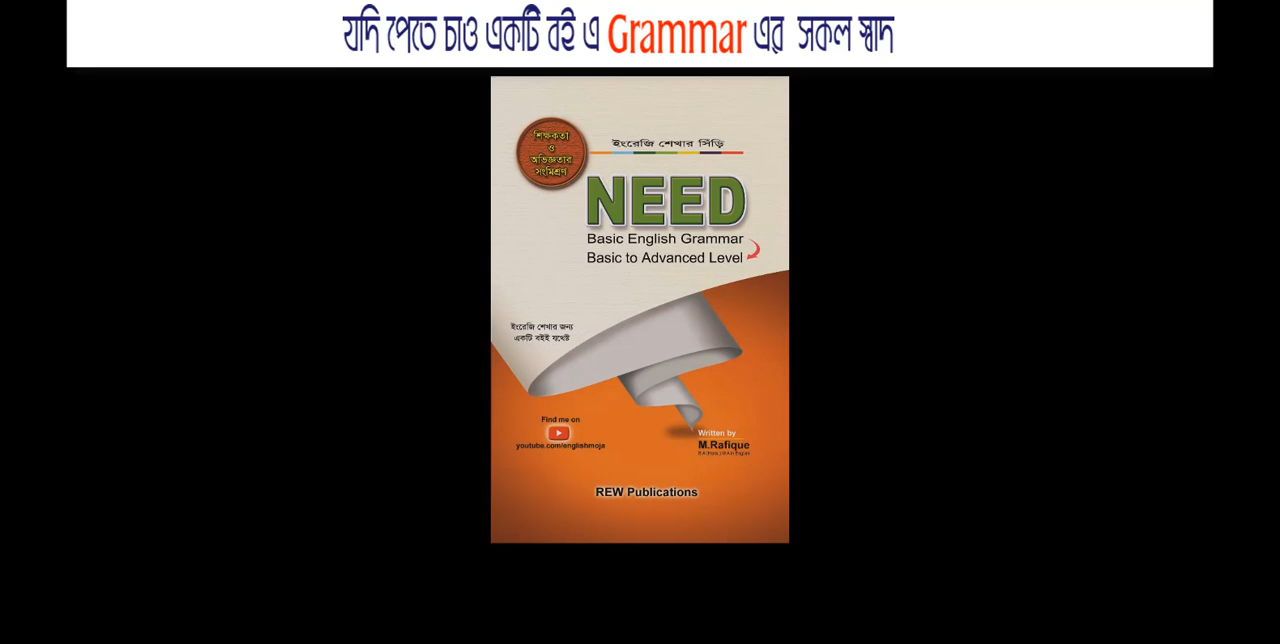 যদি পেতে চাও একটি বই এ Grammar এর সকল স্বাদ
শিক্ষকতা
ও
অভিজ্ঞতার
সংমিশ্রণ
ইংরেজি শেখার সিঁড়ি
NEED
Basic English Grammar
Basic to Advanced Level
ইংরেজি শেখার জন্য
একটি বইই যথেষ্ট
Find me on
youtube.com/englishmoja
Written by
M.Rafique
REW Publications